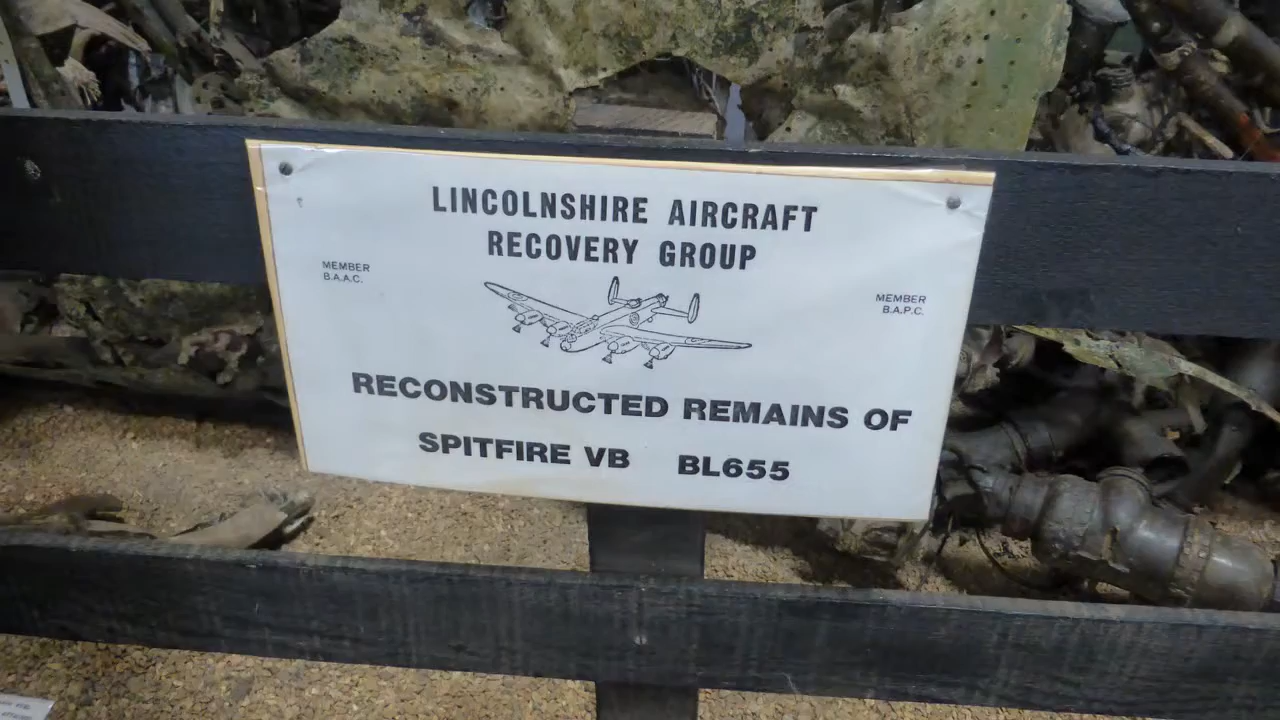 LINCOLNSHIRE AIRCRAFT
RECOVERY GROUP
MEMBER
B.A.A.C.
MEMBER
B.A.P.C.
RECONSTRUCTED REMAINS OF
SPITFIRE VB BL655